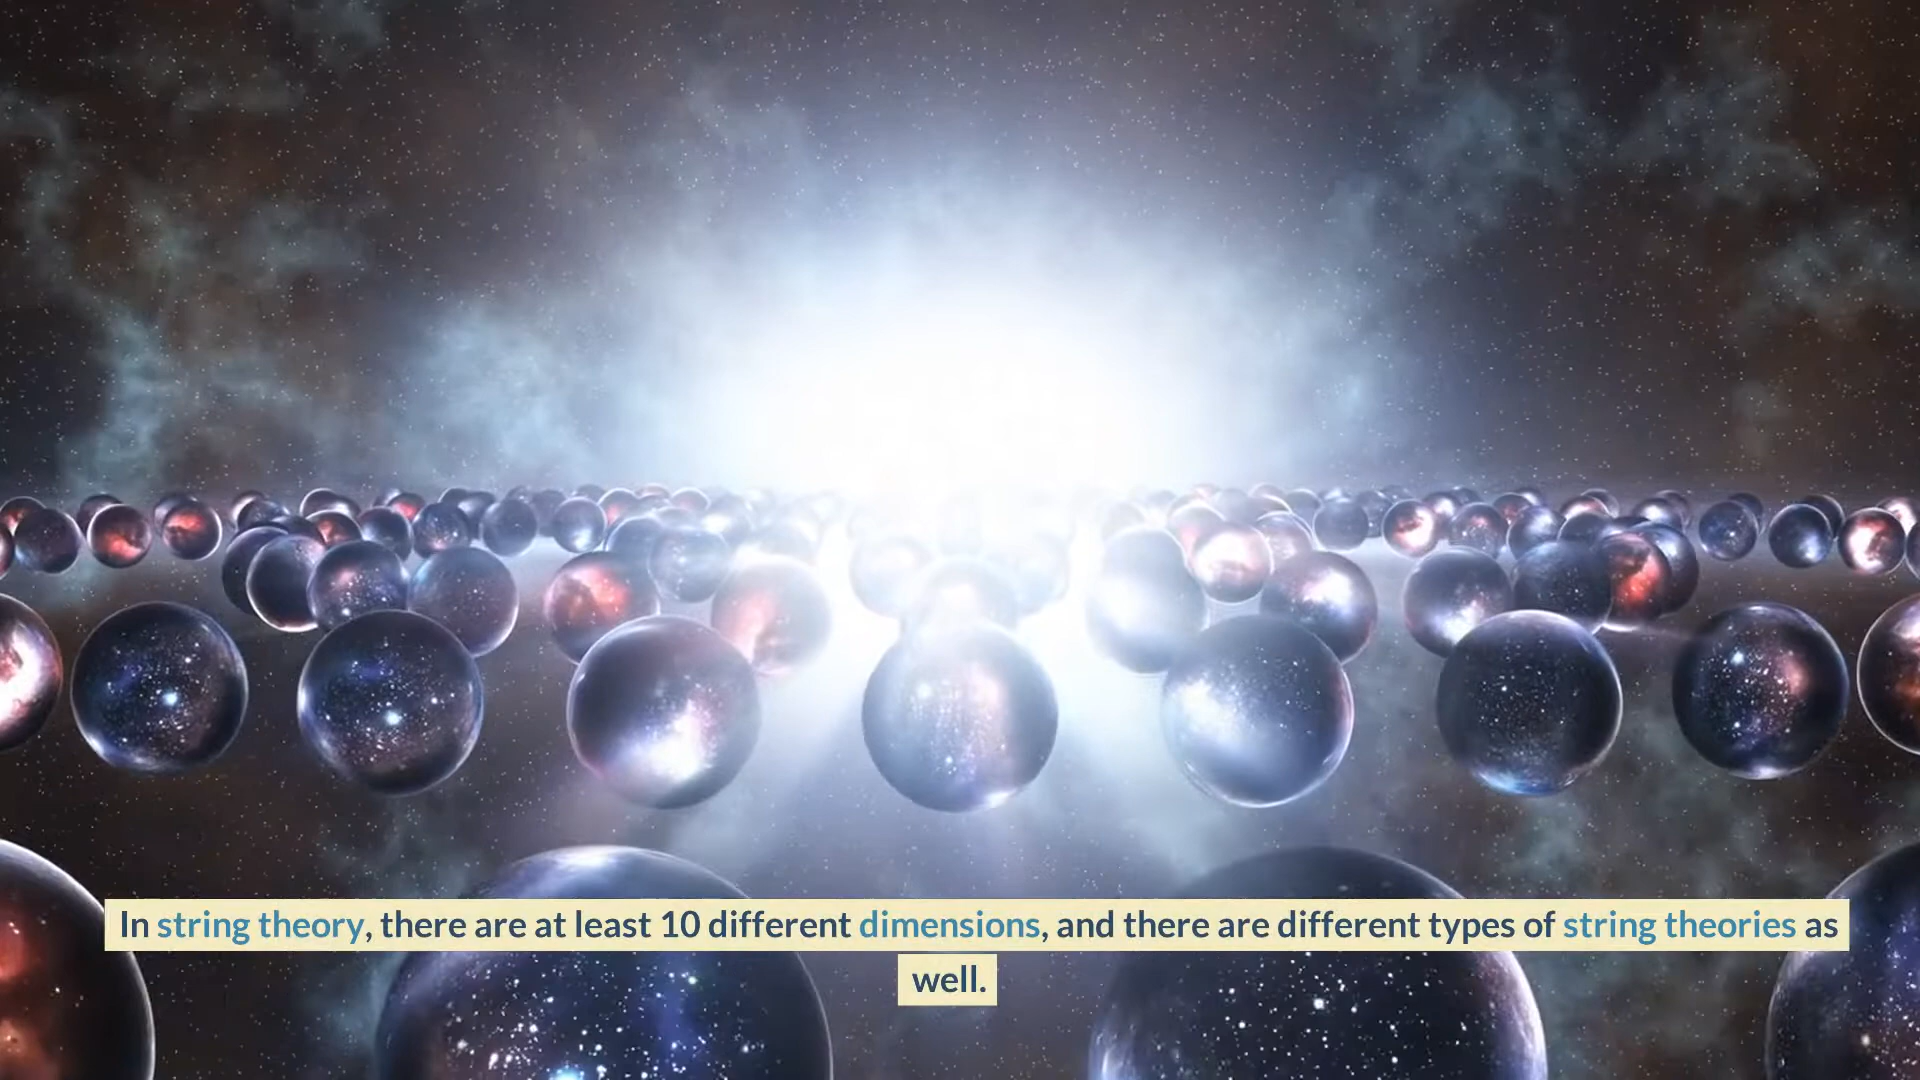 In string theory, there are at least 10 different dimensions, and there are different types of string theories as
well.